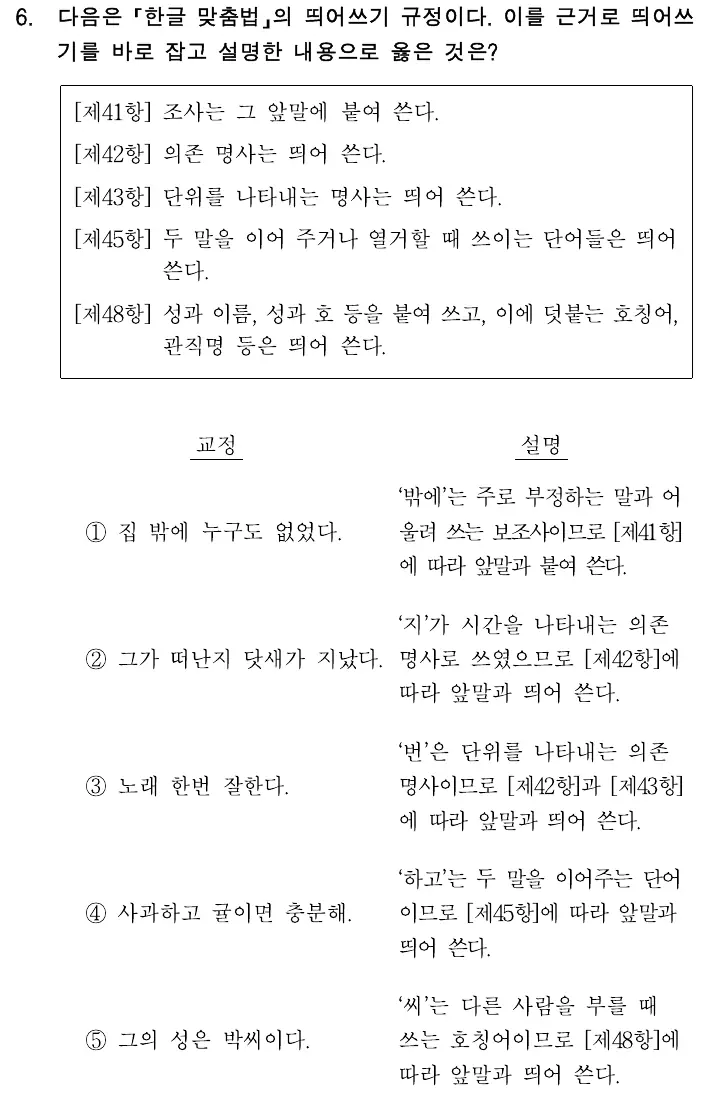 6. 다음은 「한글 맞춤법」의 띄어쓰기 규정이다. 이를 근거로 띄어쓰
기를 바로 잡고 설명한 내용으로 옳은 것은?
[제41항] 조사는 그 앞말에 붙여 쓴다.
[제42항] 의존 명사는 띄어 쓴다.
[제43항] 단위를 나타내는 명사는 띄어 쓴다.
[제45항] 두 말을 이어 주거나 열거할 때 쓰이는 단어들은 띄어
쓴다.
[제48항] 성과 이름, 성과 호 등을 붙여 쓰고, 이에 덧붙는 호칭어,
관직명 등은 띄어 쓴다.
교정 설명
'밖에'는 주로 부정하는 말과 어
① 집 밖에 누구도 없었다. 울려 쓰는 보조사이므로 [제41항]
에 따라 앞말과 붙여 쓴다.
'지'가 시간을 나타내는 의존
② 그가 떠난지 닷새가 지났다. 명사로 쓰였으므로 [제42항]에
따라 앞말과 띄어 쓴다.
'번'은 단위를 나타내는 의존
③ 노래 한번 잘한다. 명사이므로 [제42항]과 [제43항]
에 따라 앞말과 띄어 쓴다.
'하고'는 두 말을 이어주는 단어
④ 사과하고 귤이면 충분해. 이므로 [제45항]에 따라 앞말과
띄어 쓴다.
'씨'는 다른 사람을 부를 때
⑤ 그의 성은 박씨이다. 쓰는 호칭어이므로 [제48항]에
따라 앞말과 띄어 쓴다.